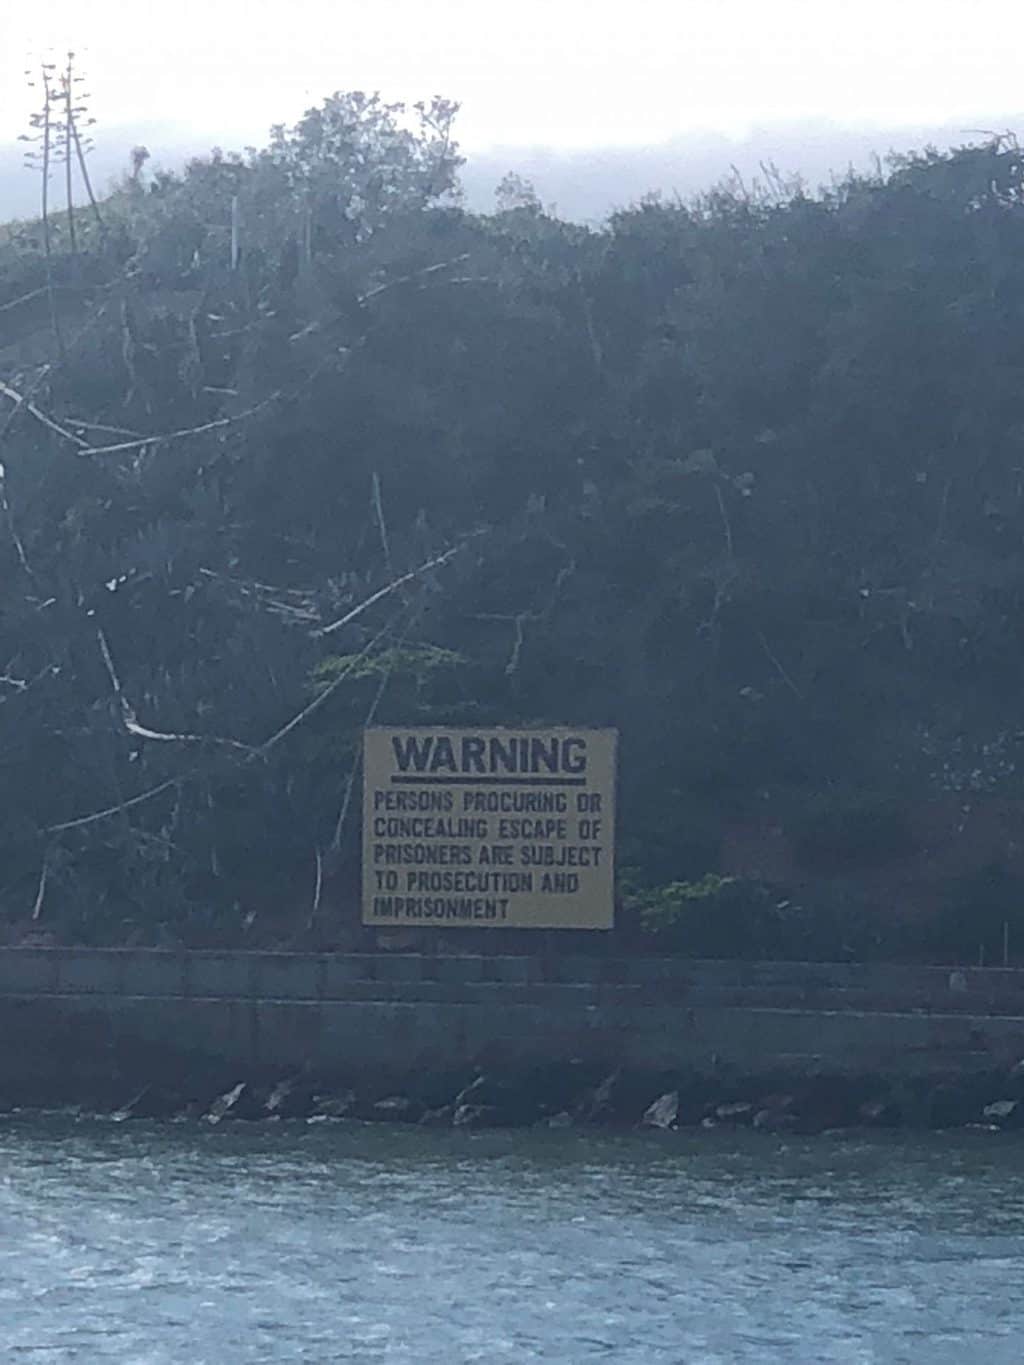 WARNING
PERSONS PROCURING OR
CONCEALING ESCAPE OF
PRISONERS ARE SUBJECT
TO PROSECUTION AND
IMPRISONMENT